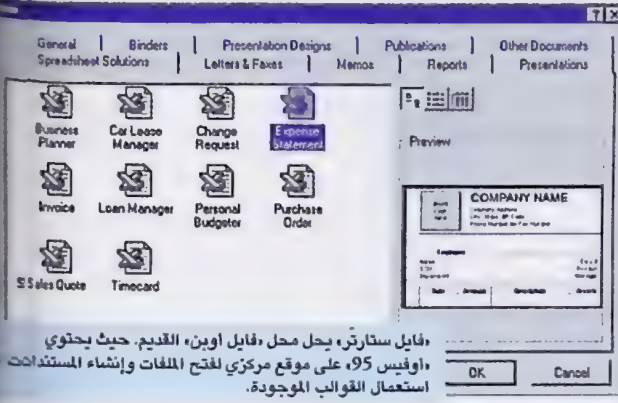 General Binders Presentation Designs Publications Other Documents
Spreadsheet Solutions Letters & Faxes Memos Reports Presentations
Business Planner
Car Lease Manager
Change Request
Expense Statement
Preview
Invoice
Loan Manager
Personal Budgeter
Purchase Order
COMPANY NAME
Sales Quote
Timecard
OK Cancel
«فايل ستارتر» يحل محل «فايل أوبن» القديم. حيث يحتوي
«أوفيس 95» على موقع مركزي لفتح الملفات وإنشاء المستندات
استعمال القوالب الموجودة.